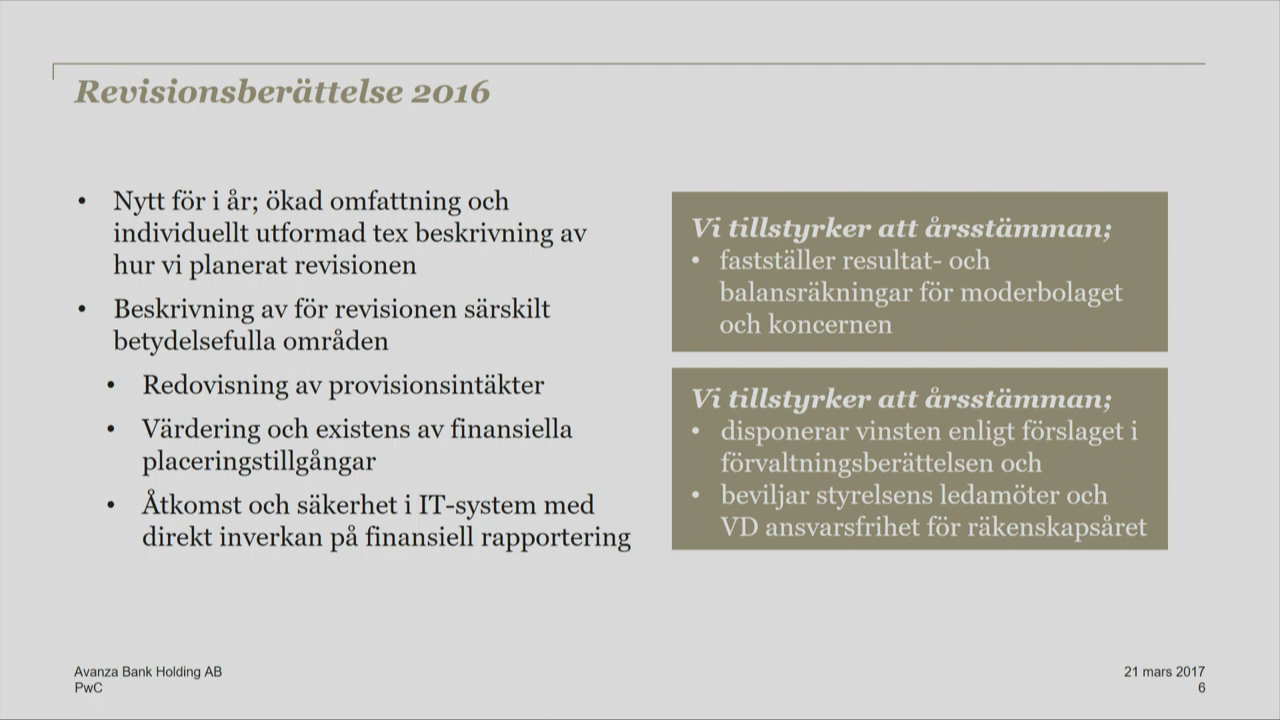 Revisionsberättelse 2016
• Nytt för i år; ökad omfattning och
individuellt utformad tex beskrivning av
hur vi planerat revisionen
• Beskrivning av för revisionen särskilt
betydelsefulla områden
• Redovisning av provisionsintäkter
• Värdering och existens av finansiella
placeringstillgångar
• Åtkomst och säkerhet i IT-system med
direkt inverkan på finansiell rapportering
Vi tillstyrker att årsstämman;
• fastställer resultat- och
balansräkningar för moderbolaget
och koncernen
Vi tillstyrker att årsstämman;
• disponerar vinsten enligt förslaget i
förvaltningsberättelsen och
• beviljar styrelsens ledamöter och
VD ansvarsfrihet för räkenskapsåret
Avanza Bank Holding AB
PwC
21 mars 2017
6